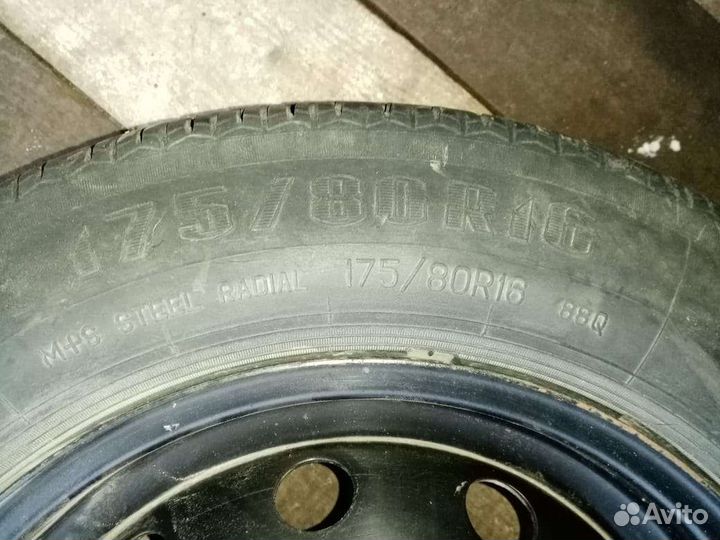 175/80R16
M+S STEEL RADIAL 175/80R16 88Q
Avito